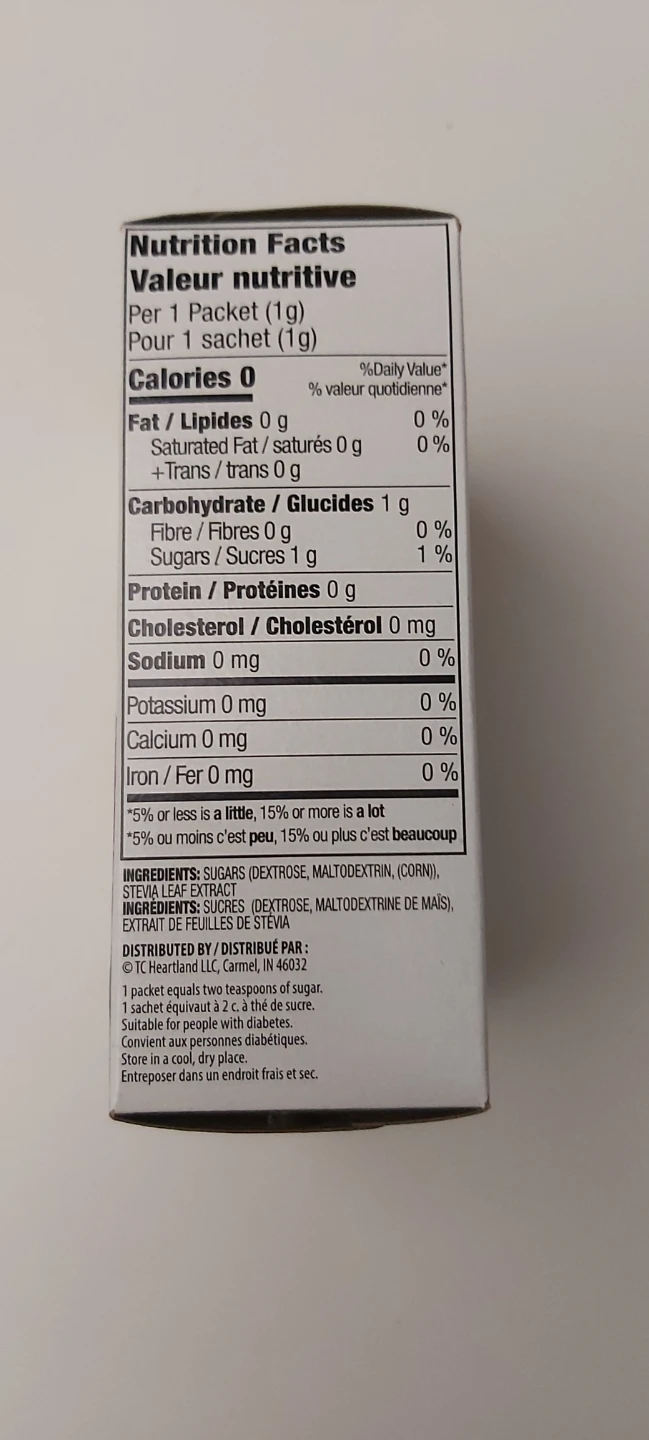 Nutrition Facts
Valeur nutritive
Per 1 Packet (1g)
Pour 1 sachet (1g)
Calories 0
%Daily Value*
% valeur quotidienne*
Fat / Lipides 0 g 0 %
Saturated Fat / saturés 0 g 0 %
+Trans / trans 0 g
Carbohydrate / Glucides 1 g
Fibre / Fibres 0 g 0 %
Sugars / Sucres 1 g 1 %
Protein / Protéines 0 g
Cholesterol / Cholestérol 0 mg
Sodium 0 mg 0 %
Potassium 0 mg 0 %
Calcium 0 mg 0 %
Iron / Fer 0 mg 0 %
*5% or less is a little, 15% or more is a lot
*5% ou moins c'est peu, 15% ou plus c'est beaucoup
INGREDIENTS: SUGARS (DEXTROSE, MALTODEXTRIN, (CORN)),
STEVIA LEAF EXTRACT
INGRÉDIENTS: SUCRES (DEXTROSE, MALTODEXTRINE DE MAÏS),
EXTRAIT DE FEUILLES DE STÉVIA
DISTRIBUTED BY / DISTRIBUÉ PAR :
© TC Heartland LLC, Carmel, IN 46032
1 packet equals two teaspoons of sugar.
1 sachet équivaut à 2 c. à thé de sucre.
Suitable for people with diabetes.
Convient aux personnes diabétiques.
Store in a cool, dry place.
Entreposer dans un endroit frais et sec.